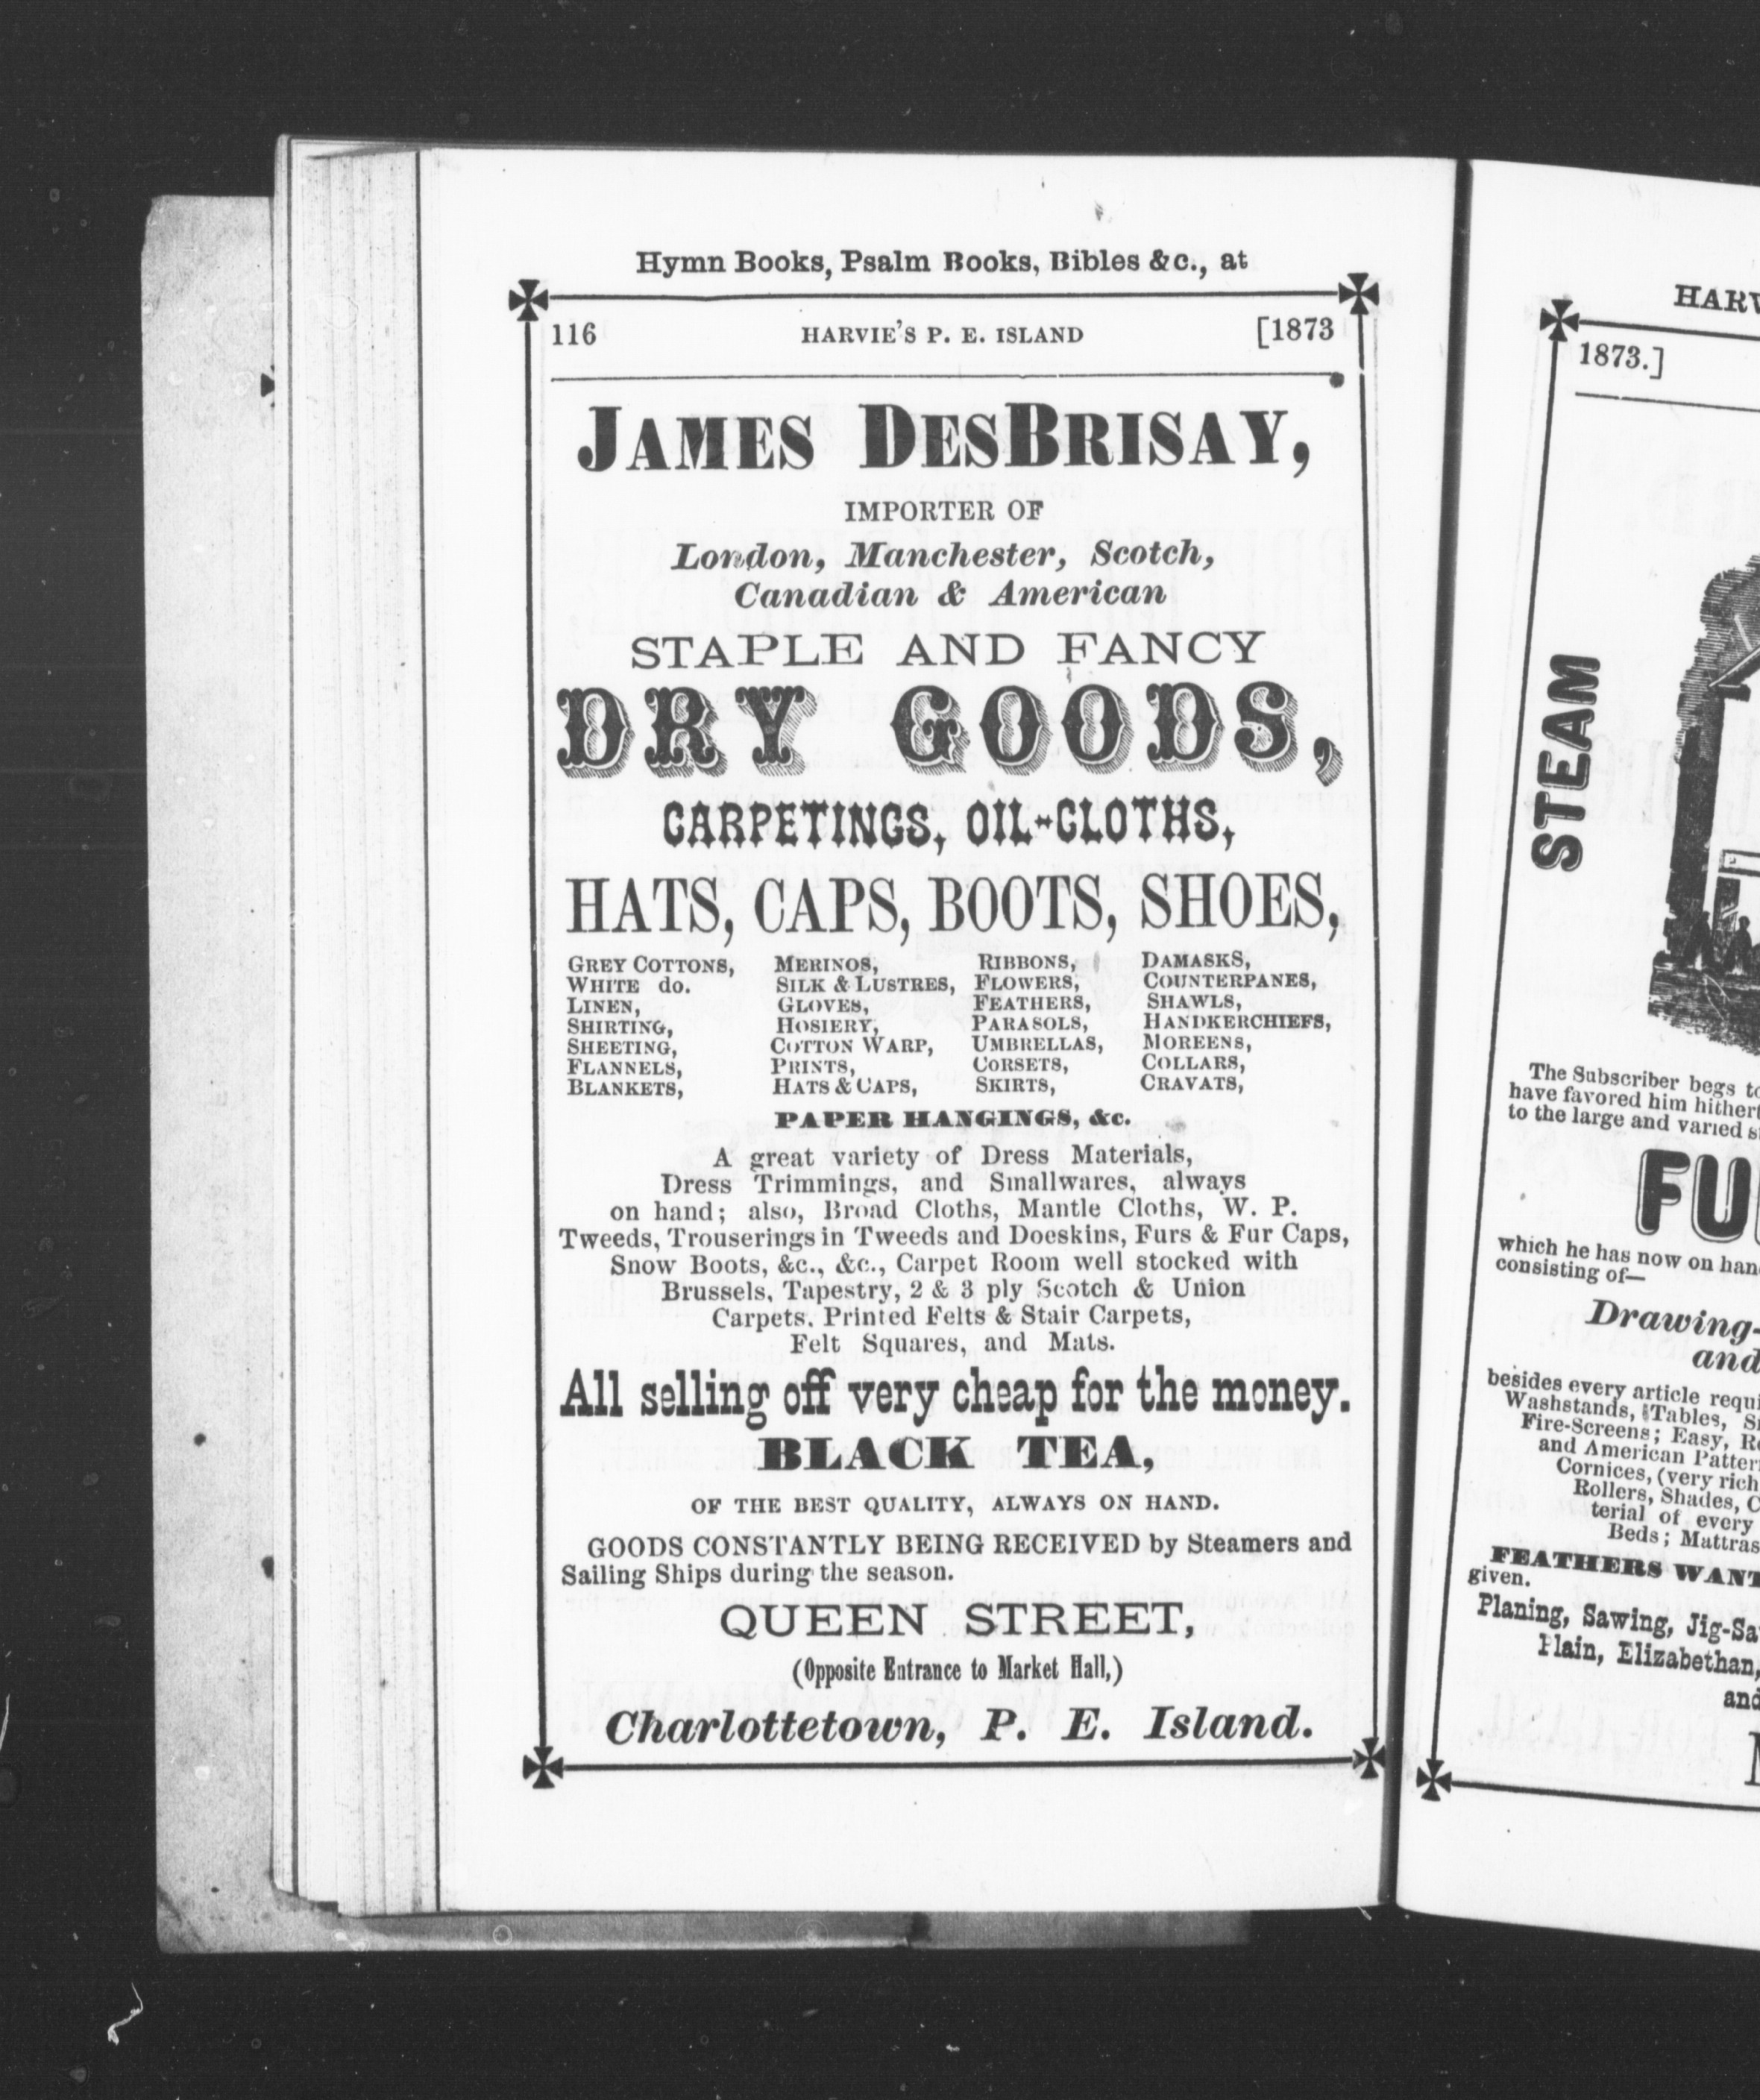 Hymn Books, Psalm Books, Bibles &c., at
116 HARVIE'S P. E. ISLAND [1873
JAMES DESBRISAY,
IMPORTER OF
London, Manchester, Scotch,
Canadian & American
STAPLE AND FANCY
DRY GOODS,
CARPETINGS, OIL-CLOTHS,
HATS, CAPS, BOOTS, SHOES,
GREY COTTONS, MERINOS, RIBBONS, DAMASKS,
WHITE do. SILK & LUSTRES, FLOWERS, COUNTERPANES,
LINEN, GLOVES, FEATHERS, SHAWLS,
SHIRTING, HOSIERY, PARASOLS, HANDKERCHIEFS,
SHEETING, COTTON WARP, UMBRELLAS, MOREENS,
FLANNELS, PRINTS, CORSETS, COLLARS,
BLANKETS, HATS & CAPS, SKIRTS, CRAVATS,
PAPER HANGINGS, &c.
A great variety of Dress Materials,
Dress Trimmings, and Smallwares, always
on hand; also, Broad Cloths, Mantle Cloths, W. P.
Tweeds, Trouserings in Tweeds and Doeskins, Furs & Fur Caps,
Snow Boots, &c., &c., Carpet Room well stocked with
Brussels, Tapestry, 2 & 3 ply Scotch & Union
Carpets. Printed Felts & Stair Carpets,
Felt Squares, and Mats.
All selling off very cheap for the money.
BLACK TEA,
OF THE BEST QUALITY, ALWAYS ON HAND.
GOODS CONSTANTLY BEING RECEIVED by Steamers and
Sailing Ships during the season.
QUEEN STREET,
(Opposite Entrance to Market Hall,)
Charlottetown, P. E. Island.
HARV
1873.]
STEAM
The Subscriber begs to
have favored him hithert
to the large and varied s
FU
which he has now on han
consisting of—
Drawing-
and
besides every article requi
Washstands, Tables, S
Fire-Screens; Easy, R
and American Patter
Cornices, (very rich
Rollers, Shades, C
terial of every
Beds; Mattras
FEATHERS WANT
given.
Planing, Sawing, Jig-Sa
Plain, Elizabethan,
and